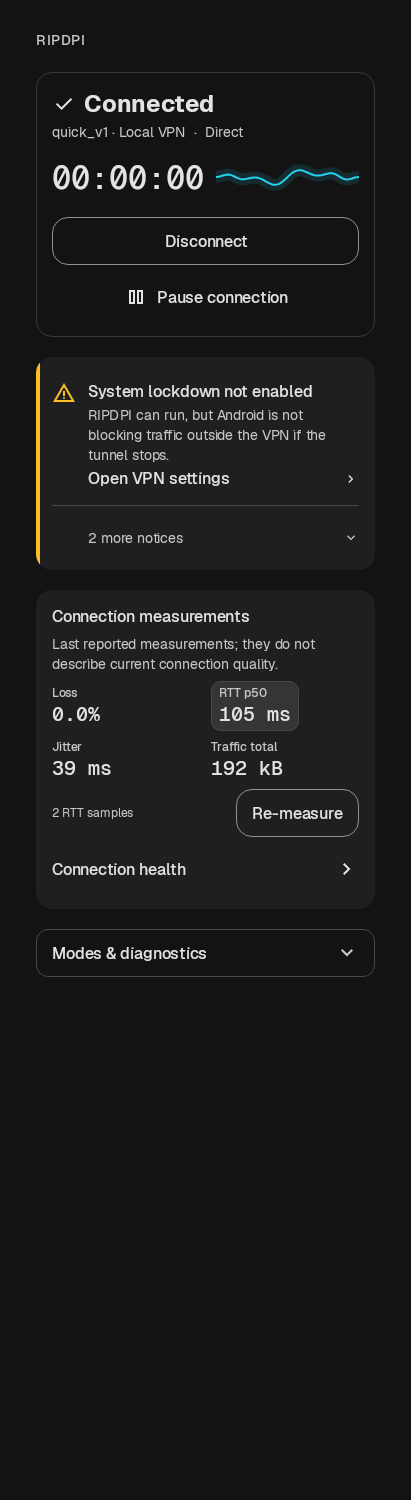 RIPDPI
Connected
quick_v1 · Local VPN · Direct
00:00:00
Disconnect
Pause connection
System lockdown not enabled
RIPDPI can run, but Android is not
blocking traffic outside the VPN if the
tunnel stops.
Open VPN settings
2 more notices
Connection measurements
Last reported measurements; they do not
describe current connection quality.
Loss
0.0%
RTT p50
105 ms
Jitter
39 ms
Traffic total
192 kB
2 RTT samples
Re-measure
Connection health
Modes & diagnostics